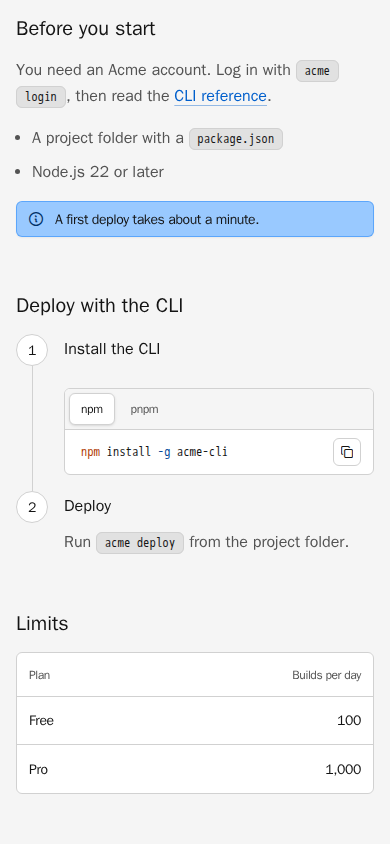 Before you start
You need an Acme account. Log in with acme
login, then read the CLI reference.
A project folder with a package.json
Node.js 22 or later
A first deploy takes about a minute.
Deploy with the CLI
1 Install the CLI
npm pnpm
npm install -g acme-cli
2 Deploy
Run acme deploy from the project folder.
Limits
Plan Builds per day
Free 100
Pro 1,000